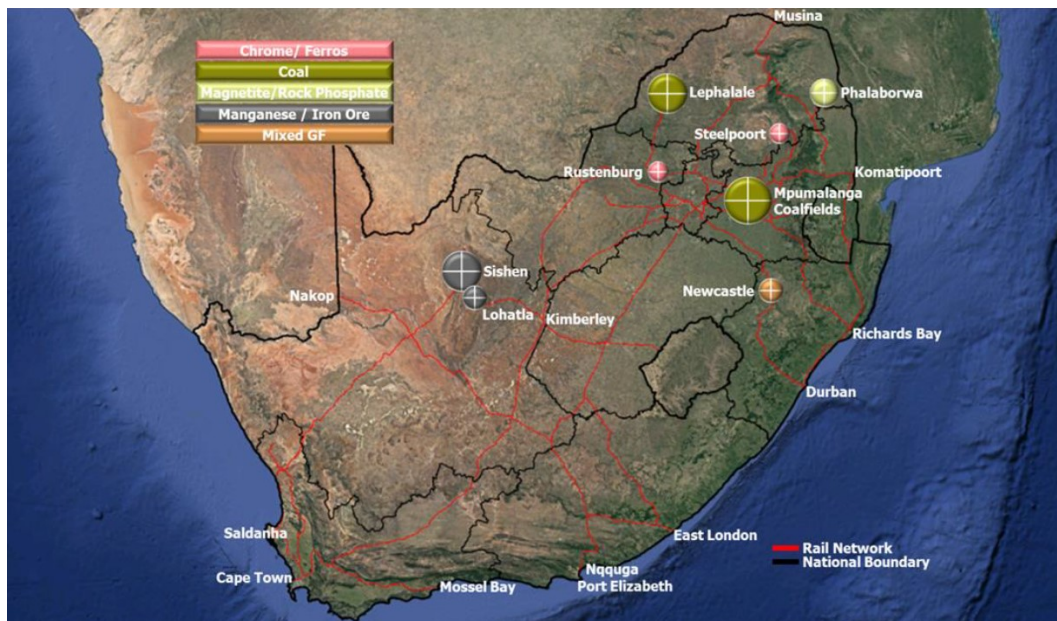 Chrome/ Ferros
Coal
Magnetite/Rock Phosphate
Manganese / Iron Ore
Mixed GF
Musina
Lephalale
Phalaborwa
Steelpoort
Rustenburg
Komatipoort
Mpumalanga
Coalfields
Sishen
Nakop
Lohatla
Kimberley
Newcastle
Richards Bay
Durban
Saldanha
East London
Cape Town
Mossel Bay
Nqquga
Port Elizabeth
Rail Network
National Boundary